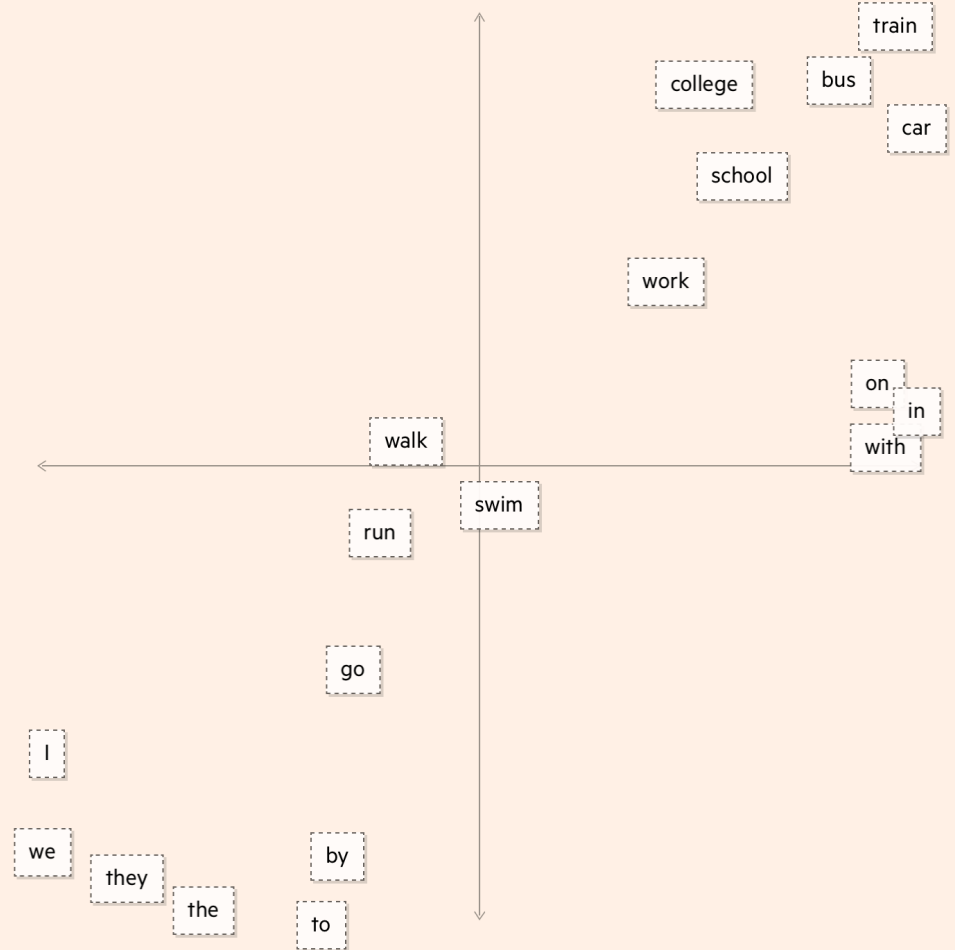 train
bus
college
car
school
work
on
in
walk
with
swim
run
go
I
we
by
they
the
to